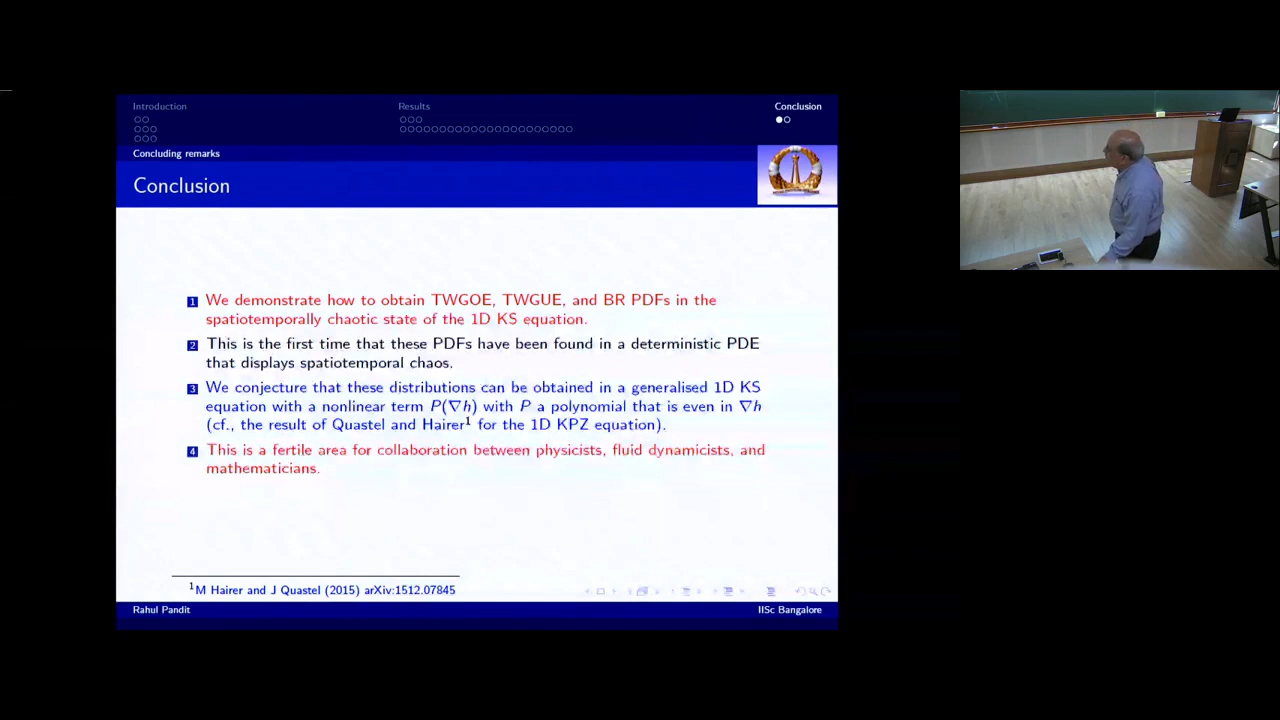 Introduction
Results
Conclusion
Concluding remarks
Conclusion
1 We demonstrate how to obtain TWGOE, TWGUE, and BR PDFs in the
spatiotemporally chaotic state of the 1D KS equation.
2 This is the first time that these PDFs have been found in a deterministic PDE
that displays spatiotemporal chaos.
3 We conjecture that these distributions can be obtained in a generalised 1D KS
equation with a nonlinear term P(∇h) with P a polynomial that is even in ∇h
(cf., the result of Quastel and Hairer¹ for the 1D KPZ equation).
4 This is a fertile area for collaboration between physicists, fluid dynamicists, and
mathematicians.
¹M Hairer and J Quastel (2015) arXiv:1512.07845
Rahul Pandit
IISc Bangalore